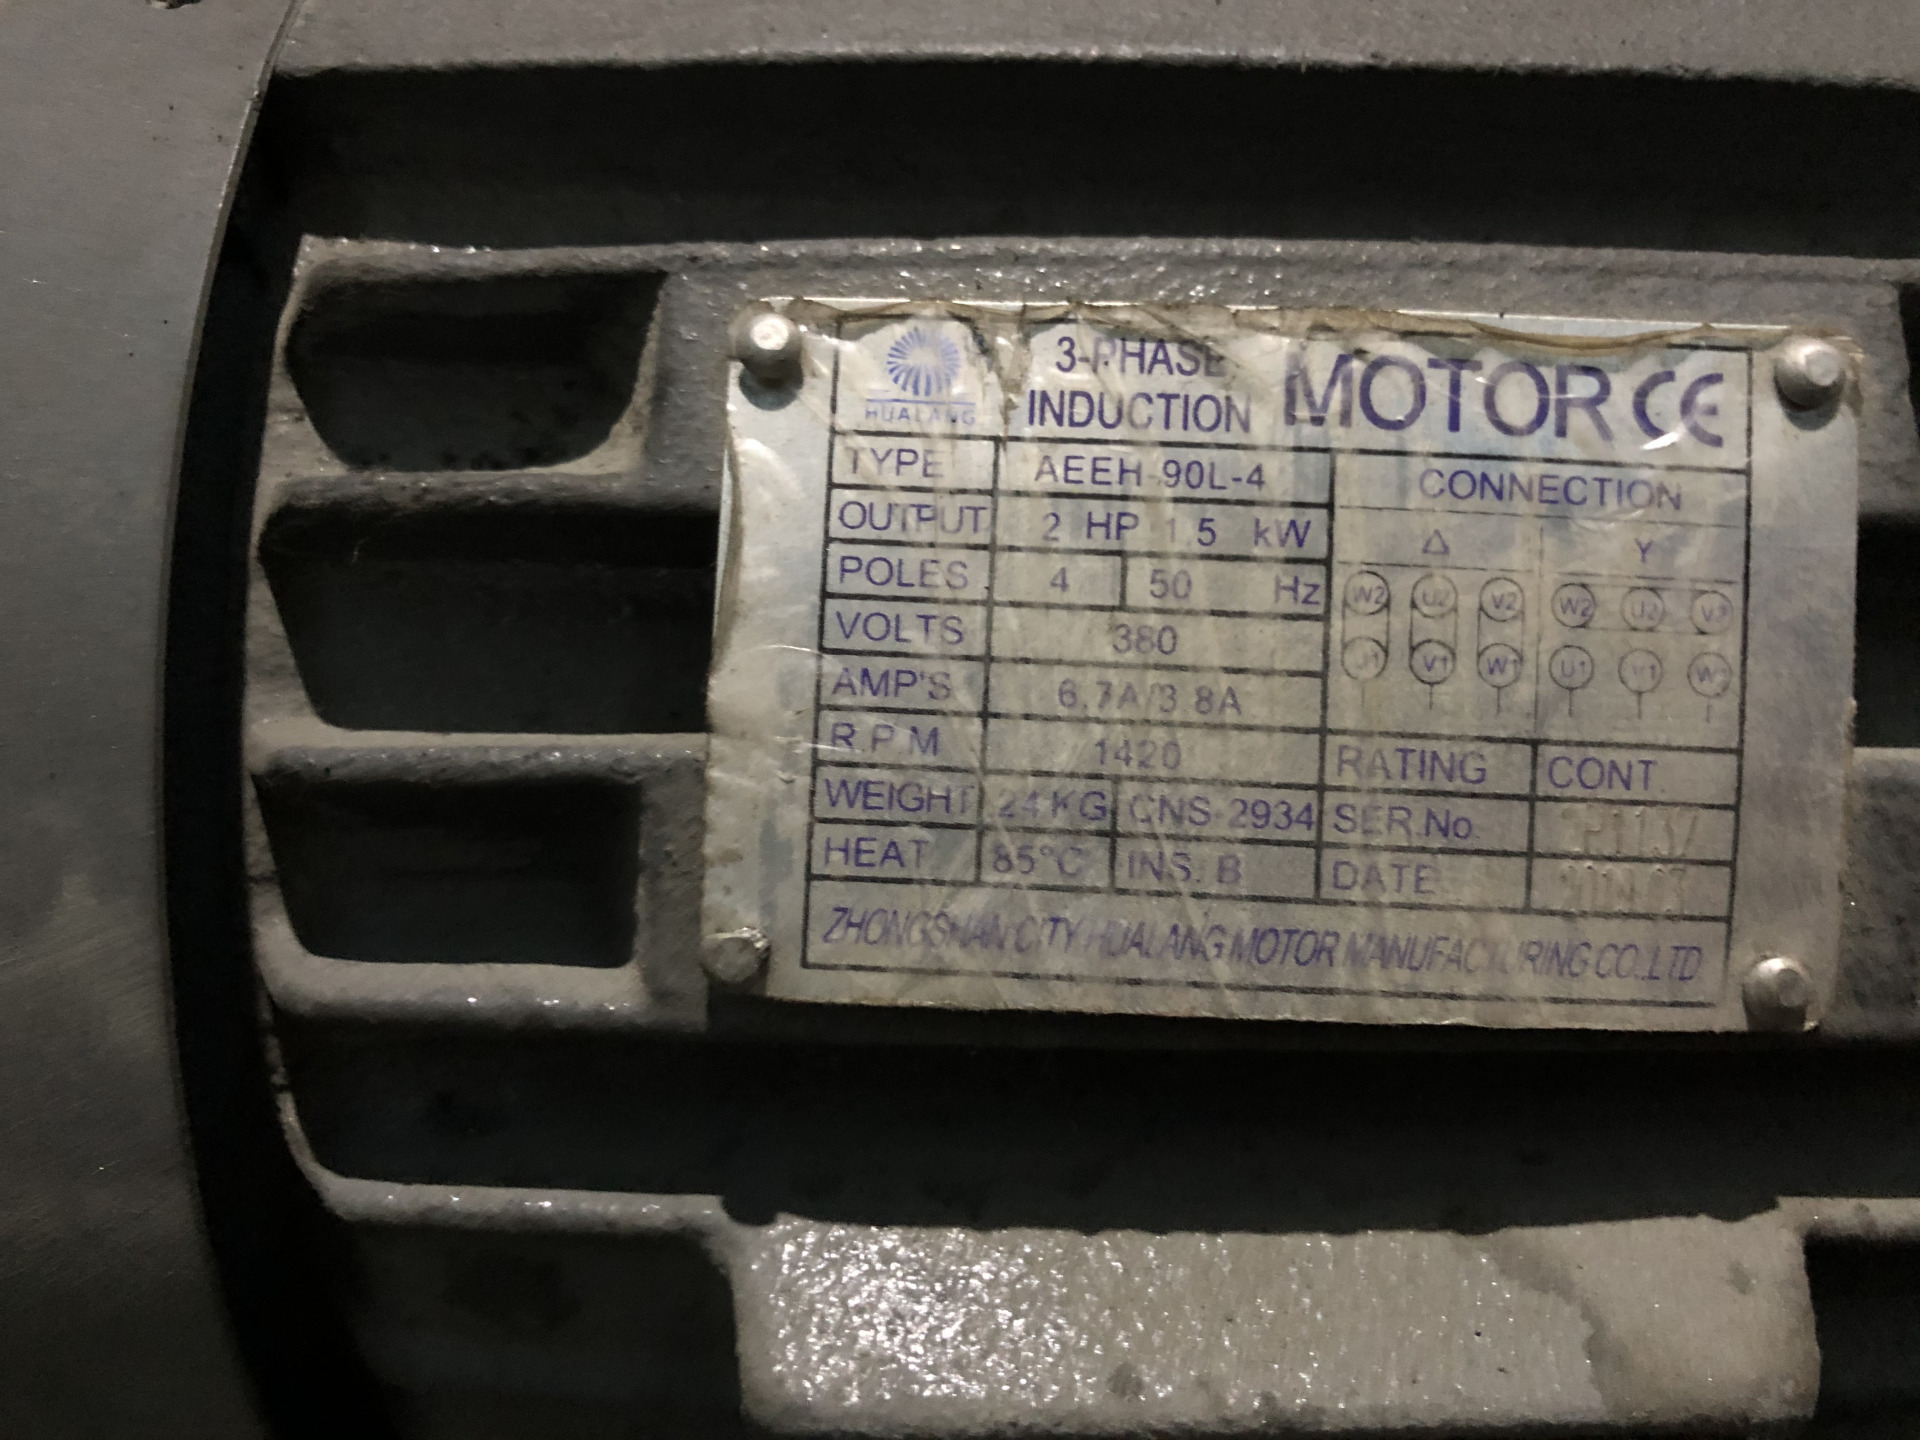 HUALANG
3-PHASE
INDUCTION MOTOR CE
TYPE AEEH-90L-4 CONNECTION
OUTPUT 2 HP 1.5 kW Δ Y
POLES 4 50 Hz W2 U2 V2 W2 U2 V2
VOLTS 380 U1 V1 W1 U1 V1 W1
AMP'S 6.7A/3.8A
R.P.M 1420 RATING CONT.
WEIGHT 24 KG CNS-2934 SER.No.
HEAT 85°C INS. B DATE
ZHONGSHAN CITY HUALANG MOTOR MANUFACTURING CO.,LTD